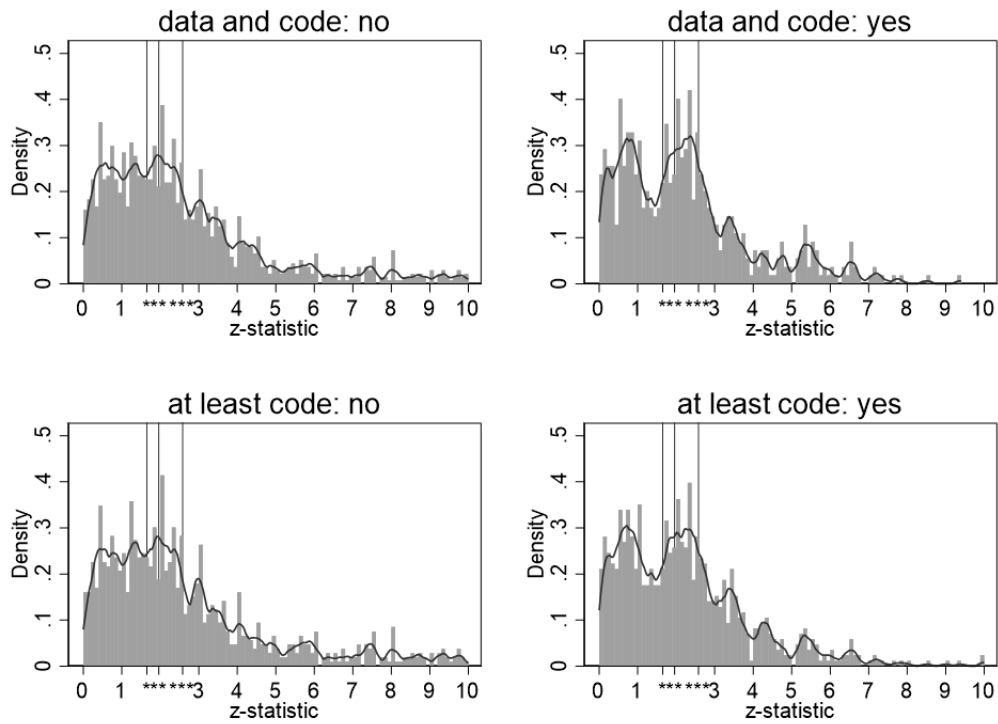 data and code: no
Density
.5
.4
.3
.2
.1
0
0 1 *** *** 3 4 5 6 7 8 9 10
z-statistic
data and code: yes
Density
.5
.4
.3
.2
.1
0
0 1 *** *** 3 4 5 6 7 8 9 10
z-statistic
at least code: no
Density
.5
.4
.3
.2
.1
0
0 1 *** *** 3 4 5 6 7 8 9 10
z-statistic
at least code: yes
Density
.5
.4
.3
.2
.1
0
0 1 *** *** 3 4 5 6 7 8 9 10
z-statistic